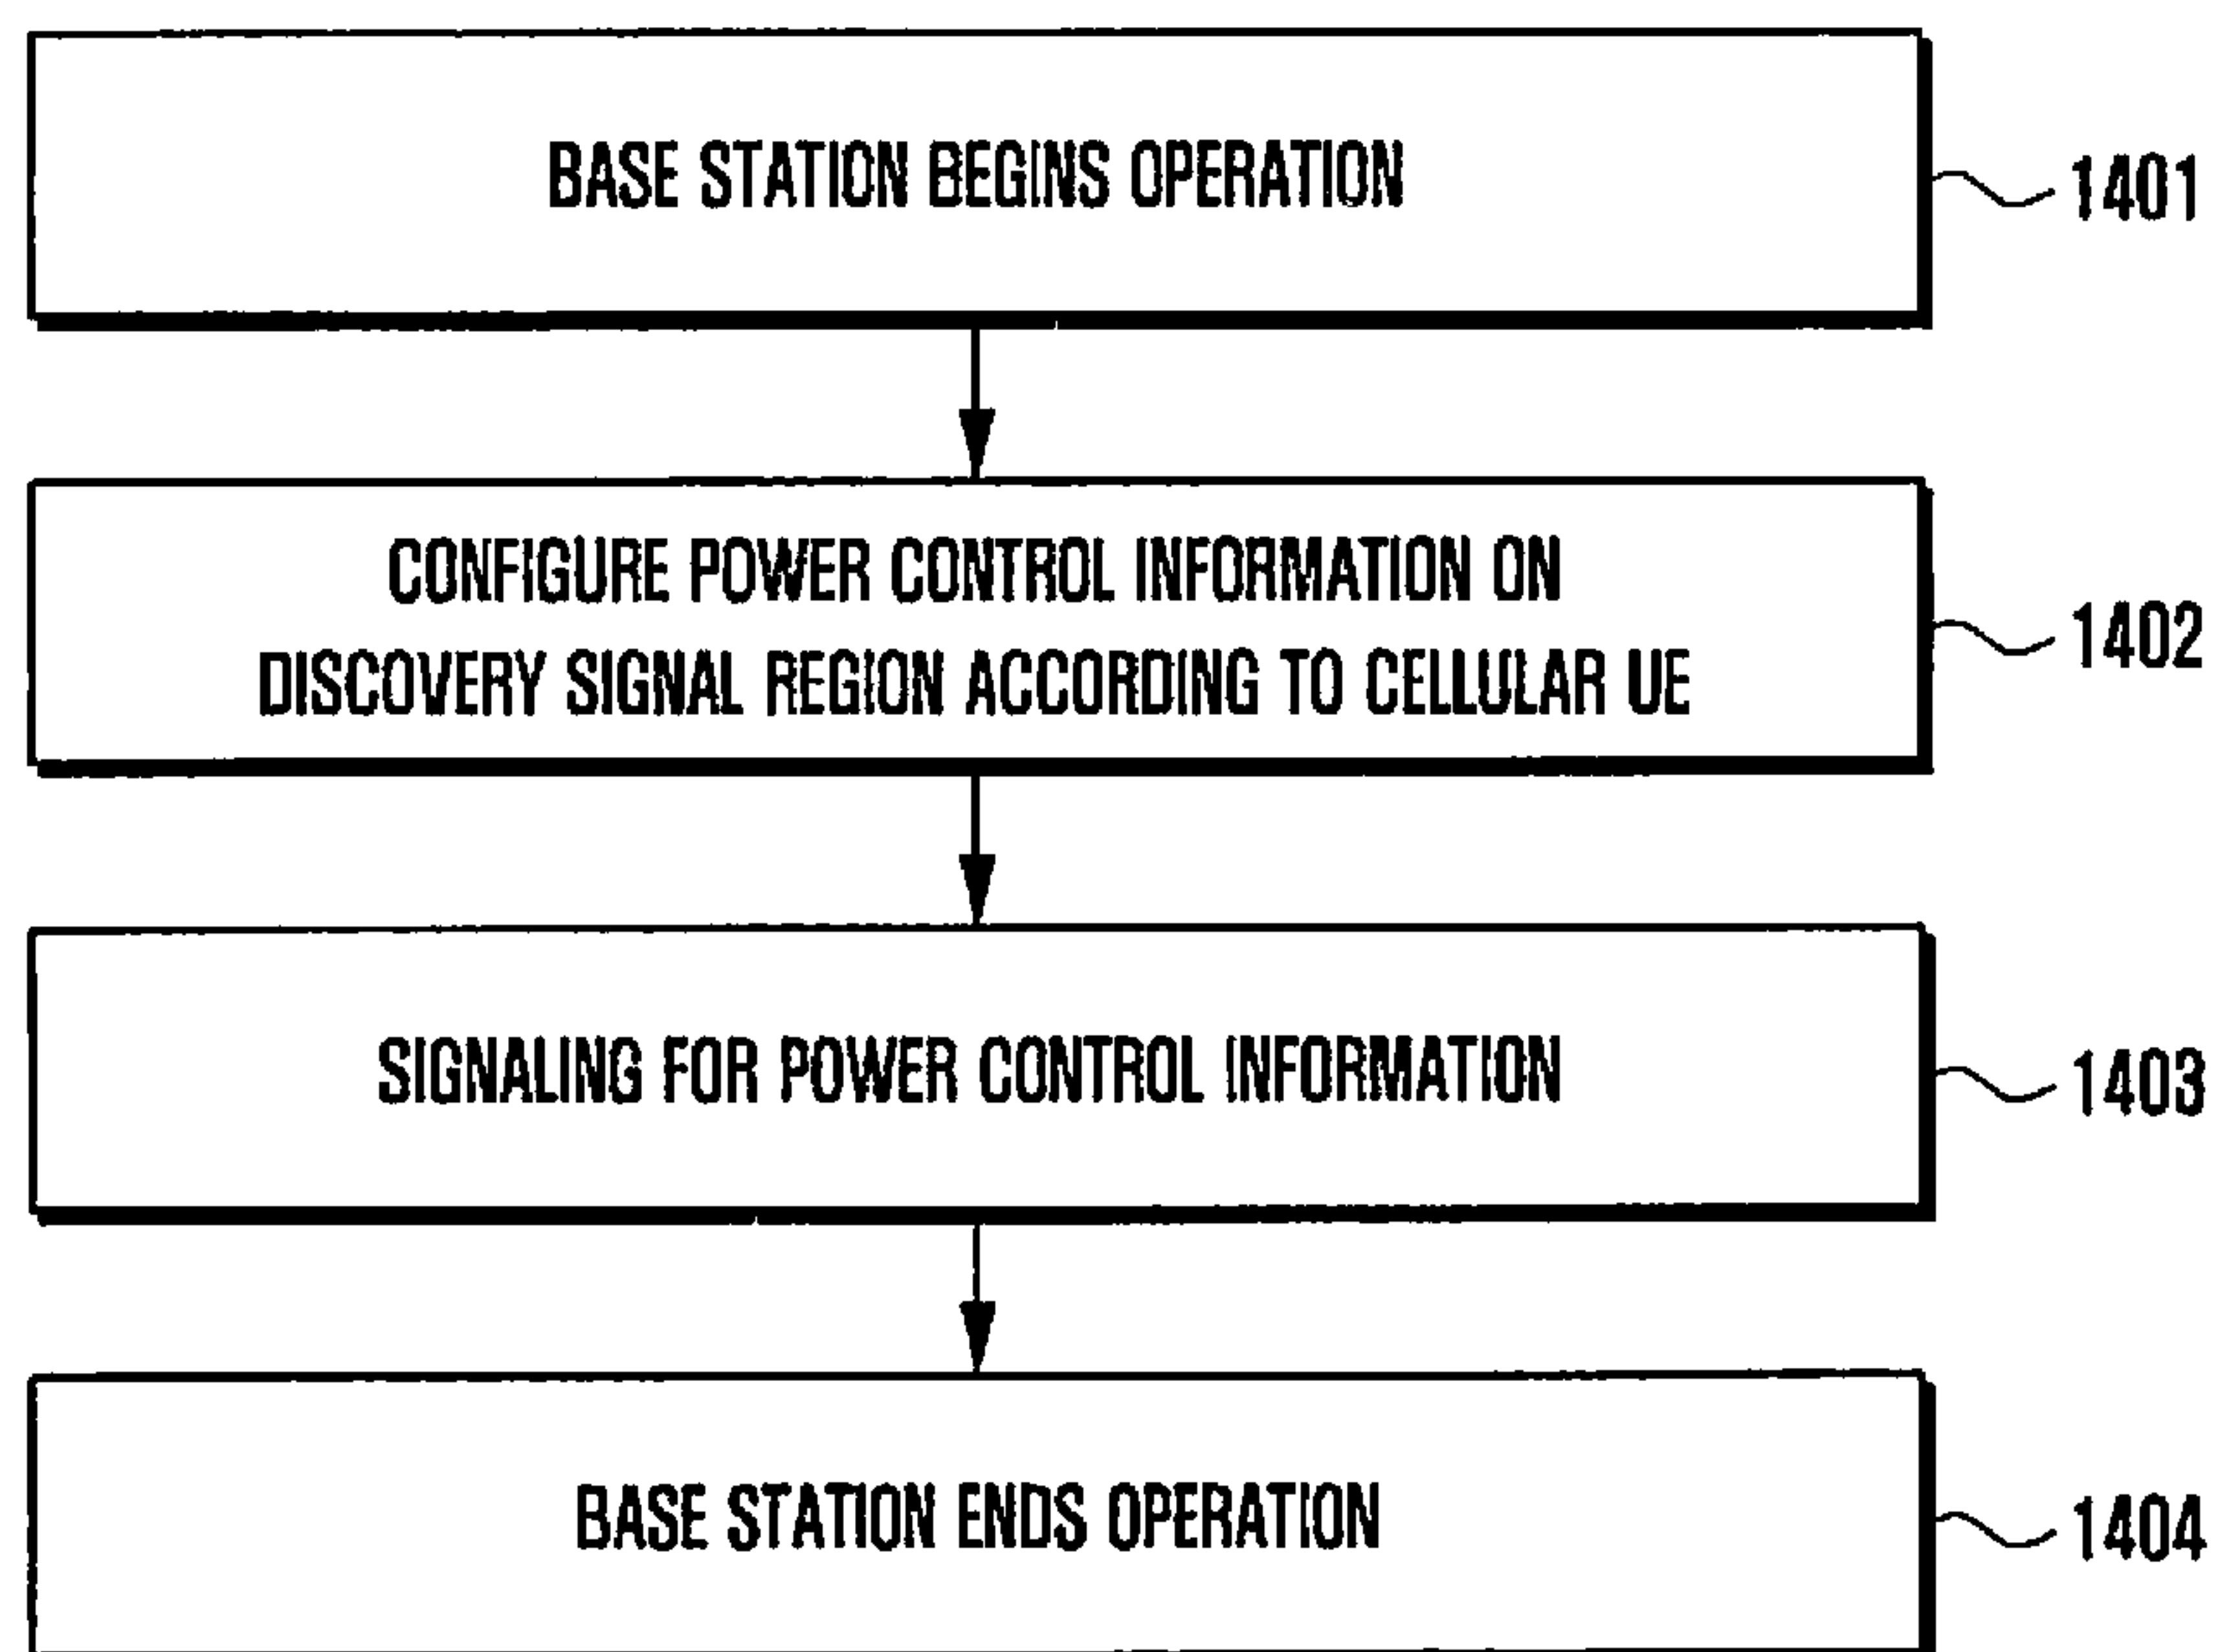 BASE STATION BEGINS OPERATION
1401
CONFIGURE POWER CONTROL INFORMATION ON
DISCOVERY SIGNAL REGION ACCORDING TO CELLULAR UE
1402
SIGNALING FOR POWER CONTROL INFORMATION
1403
BASE STATION ENDS OPERATION
1404